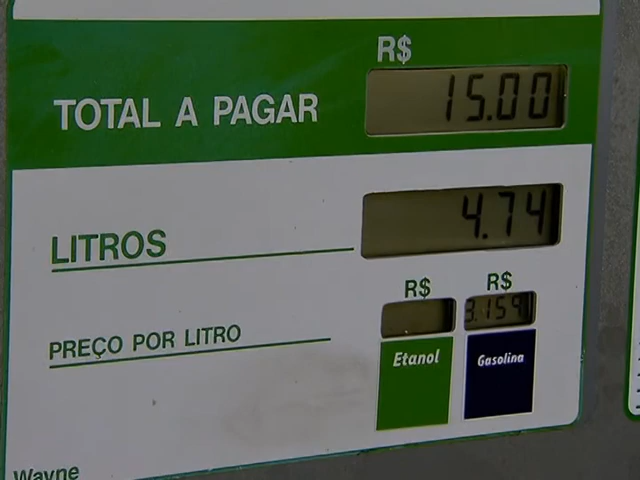 R$
TOTAL A PAGAR 15.00
LITROS 4.74
R$ R$
PREÇO POR LITRO 3.159
Etanol Gasolina
Wayne